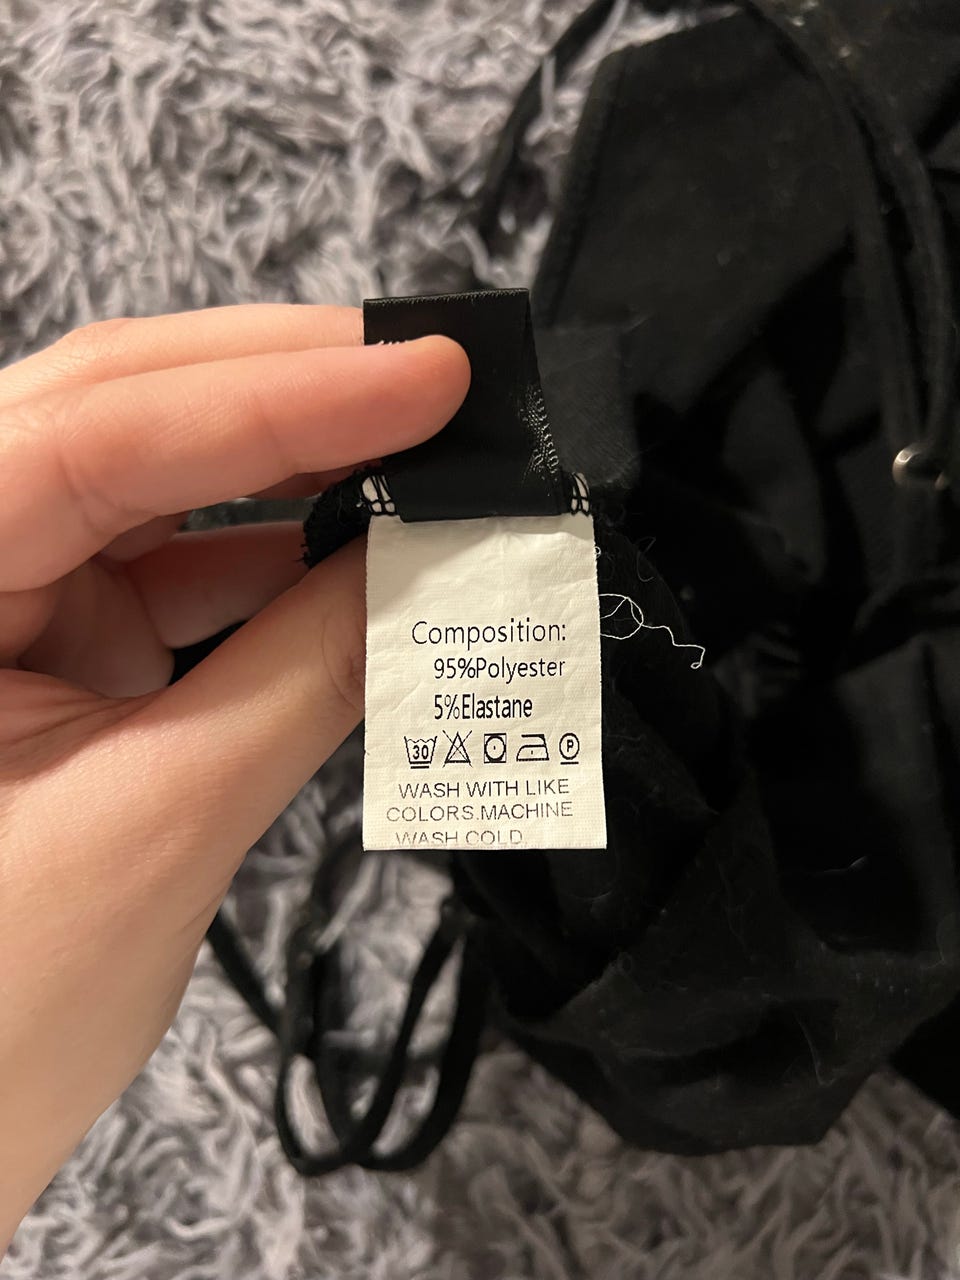 Composition:
95%Polyester
5%Elastane
30 P
WASH WITH LIKE
COLORS.MACHINE
WASH COLD.